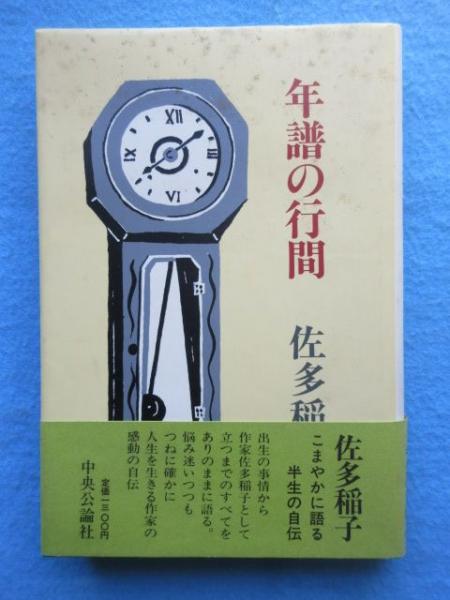 年譜の行間
佐多稲
XII
III
VI
IX
佐多稲子
こまやかに語る
半生の自伝
出生の事情から
作家佐多稲子として
立つまでのすべてを
ありのままに語る。
悩み迷いつつも
つねに確かに
人生を生きる作家の
感動の自伝
定価一三〇〇円
中央公論社